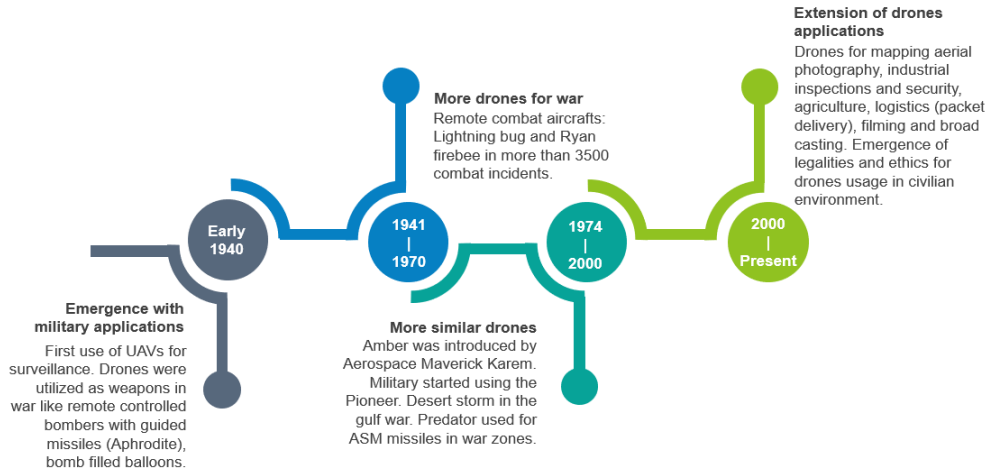 Early
1940
Emergence with
military applications
First use of UAVs for
surveillance. Drones were
utilized as weapons in
war like remote controlled
bombers with guided
missiles (Aphrodite),
bomb filled balloons.
1941
|
1970
More drones for war
Remote combat aircrafts:
Lightning bug and Ryan
firebee in more than 3500
combat incidents.
1974
|
2000
More similar drones
Amber was introduced by
Aerospace Maverick Karem.
Military started using the
Pioneer. Desert storm in the
gulf war. Predator used for
ASM missiles in war zones.
2000
|
Present
Extension of drones
applications
Drones for mapping aerial
photography, industrial
inspections and security,
agriculture, logistics (packet
delivery), filming and broad
casting. Emergence of
legalities and ethics for
drones usage in civilian
environment.